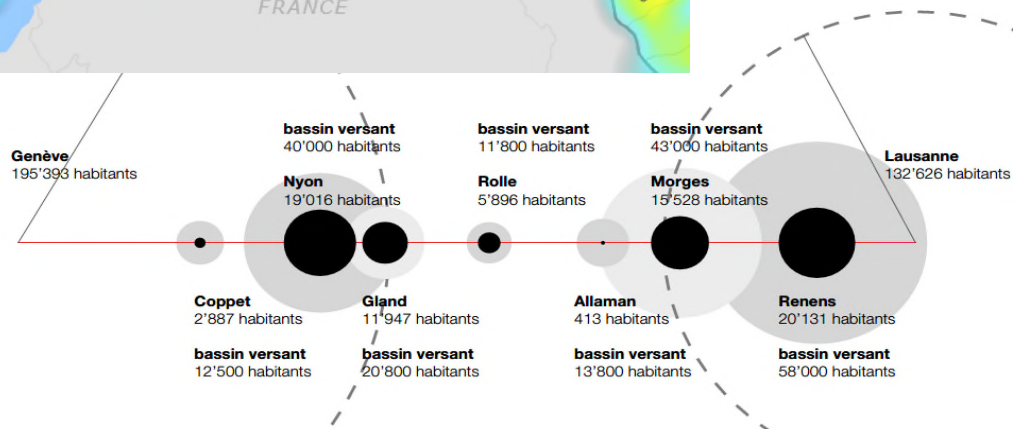 FRANCE
bassin versant
40'000 habitants
bassin versant
11'800 habitants
bassin versant
43'000 habitants
Genève
195'393 habitants
Lausanne
132'626 habitants
Nyon
19'016 habitants
Rolle
5'896 habitants
Morges
15'528 habitants
Coppet
2'887 habitants
Gland
11'947 habitants
Allaman
413 habitants
Renens
20'131 habitants
bassin versant
12'500 habitants
bassin versant
20'800 habitants
bassin versant
13'800 habitants
bassin versant
58'000 habitants